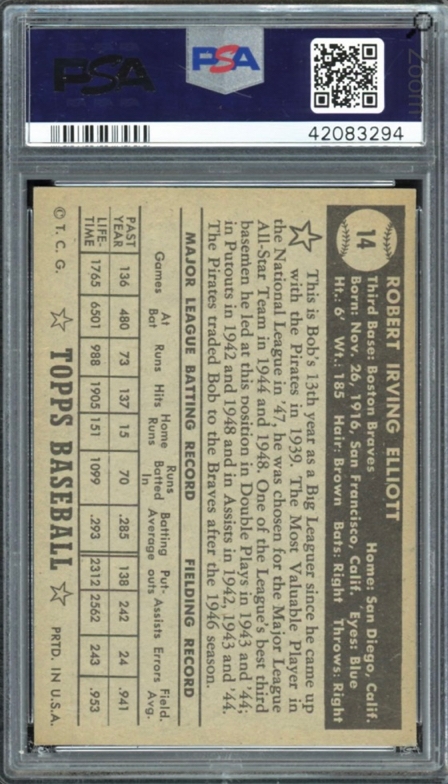 PSA
PSA
42083294
Zoom
14
ROBERT IRVING ELLIOTT
Third Base: Boston Braves Home: San Diego, Calif.
Born: Nov. 26, 1916, San Francisco, Calif. Eyes: Blue
Ht.: 6' Wt.: 185 Hair: Brown Bats: Right Throws: Right
This is Bob's 13th year as a Big Leaguer since he came up
with the Pirates in 1939. The Most Valuable Player in
the National League in '47, he was chosen for the Major League
All-Star Team in 1944 and 1948. One of the League's best third
basemen he led at this position in Double Plays in 1943 and '44;
in Putouts in 1942 and 1948 and in Assists in 1942, 1943 and '44.
The Pirates traded Bob to the Braves after the 1946 season.
MAJOR LEAGUE BATTING RECORD FIELDING RECORD
Games At Bat Runs Hits Home Runs Runs Batted In Batting Average Put-outs Assists Errors Field. Avg.
PAST YEAR 136 480 73 137 15 70 .285 138 242 24 .941
LIFE-TIME 1765 6501 988 1905 151 1099 .293 2312 2562 243 .953
© T. C. G. TOPPS BASEBALL PRTD. IN U.S.A.